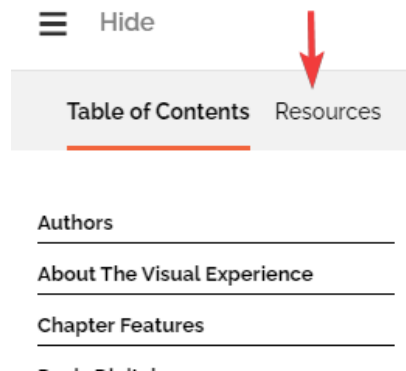 Hide
Table of Contents Resources
Authors
About The Visual Experience
Chapter Features